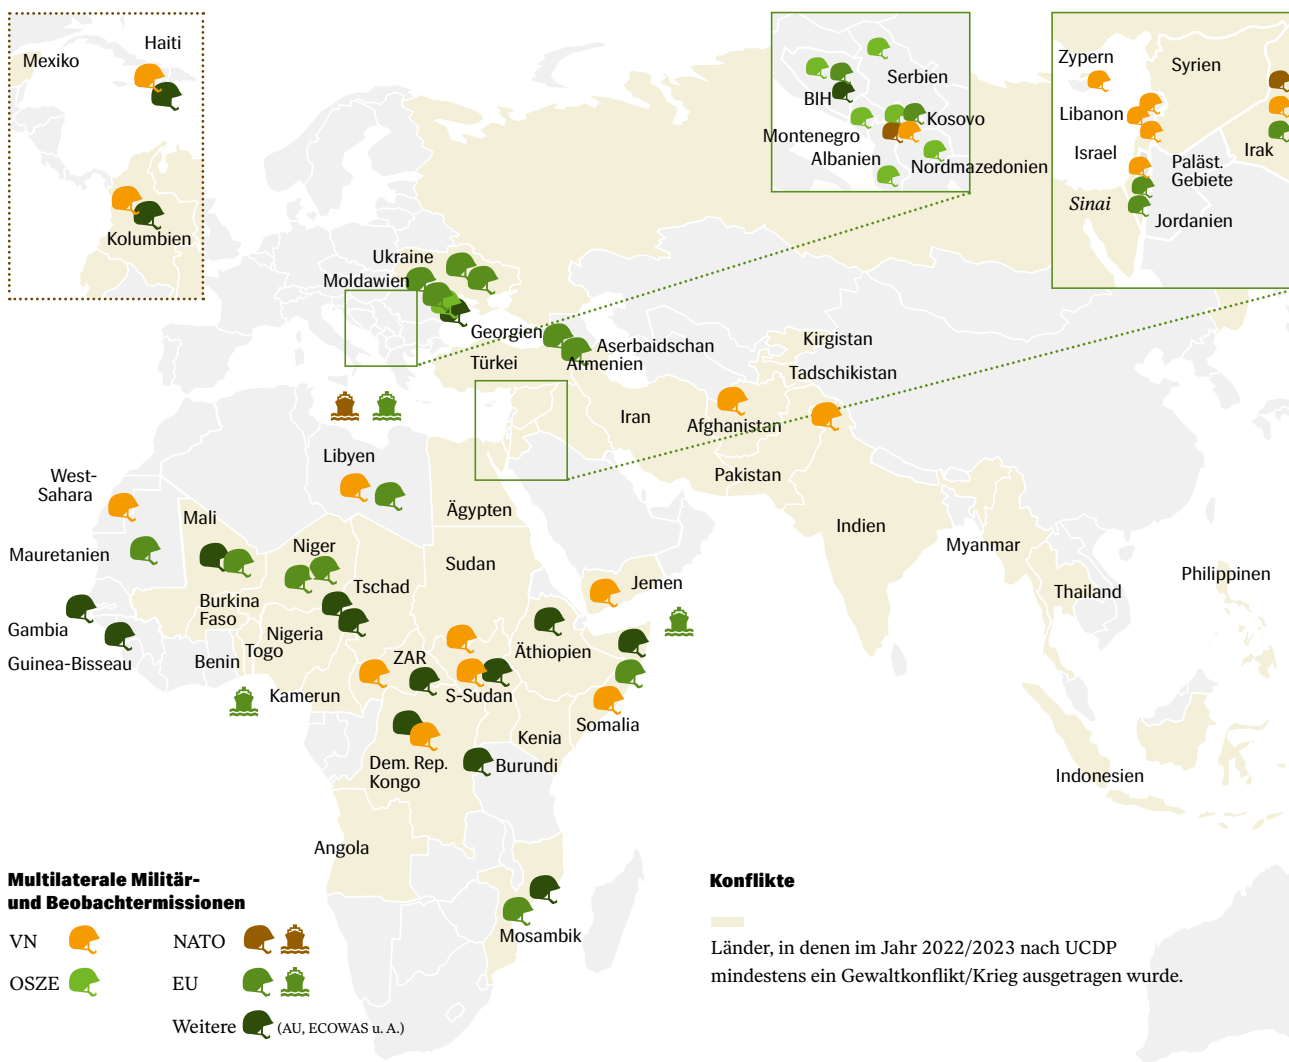 Haiti
Mexiko
Kolumbien
Serbien
BIH
Kosovo
Montenegro
Albanien
Nordmazedonien
Zypern
Syrien
Libanon
Israel
Irak
Paläst.
Gebiete
Sinai
Jordanien
Ukraine
Moldawien
Georgien
Aserbaidschan
Armenien
Türkei
Kirgistan
Tadschikistan
Iran
Afghanistan
Pakistan
Indien
Myanmar
Thailand
Philippinen
Indonesien
Libyen
West-
Sahara
Ägypten
Mali
Mauretanien
Niger
Sudan
Tschad
Jemen
Burkina
Faso
Gambia
Guinea-Bissau
Nigeria
Togo
Benin
ZAR
Äthiopien
Kamerun
S-Sudan
Somalia
Kenia
Dem. Rep.
Kongo
Burundi
Angola
Mosambik
Multilaterale Militär-
und Beobachtermissionen
VN
NATO
OSZE
EU
Weitere
(AU, ECOWAS u. A.)
Konflikte
Länder, in denen im Jahr 2022/2023 nach UCDP
mindestens ein Gewaltkonflikt/Krieg ausgetragen wurde.